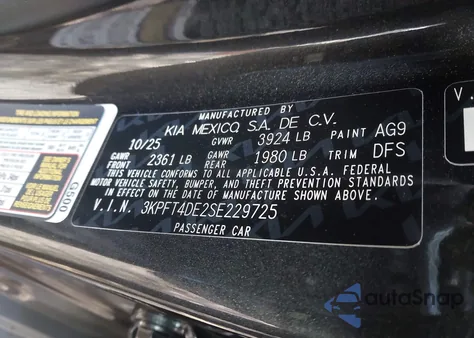 MANUFACTURED BY
KIA MEXICO, S.A. DE C.V.
10/25 GVWR 3924 LB PAINT AG9
GAWR FRONT 2361 LB GAWR REAR 1980 LB TRIM DFS
THIS VEHICLE CONFORMS TO ALL APPLICABLE U.S.A. FEDERAL
MOTOR VEHICLE SAFETY, BUMPER, AND THEFT PREVENTION STANDARDS
IN EFFECT ON THE DATE OF MANUFACTURE SHOWN ABOVE.
V.I.N. 3KPFT4DE2SE229725
PASSENGER CAR
G500
V.
autoSnap